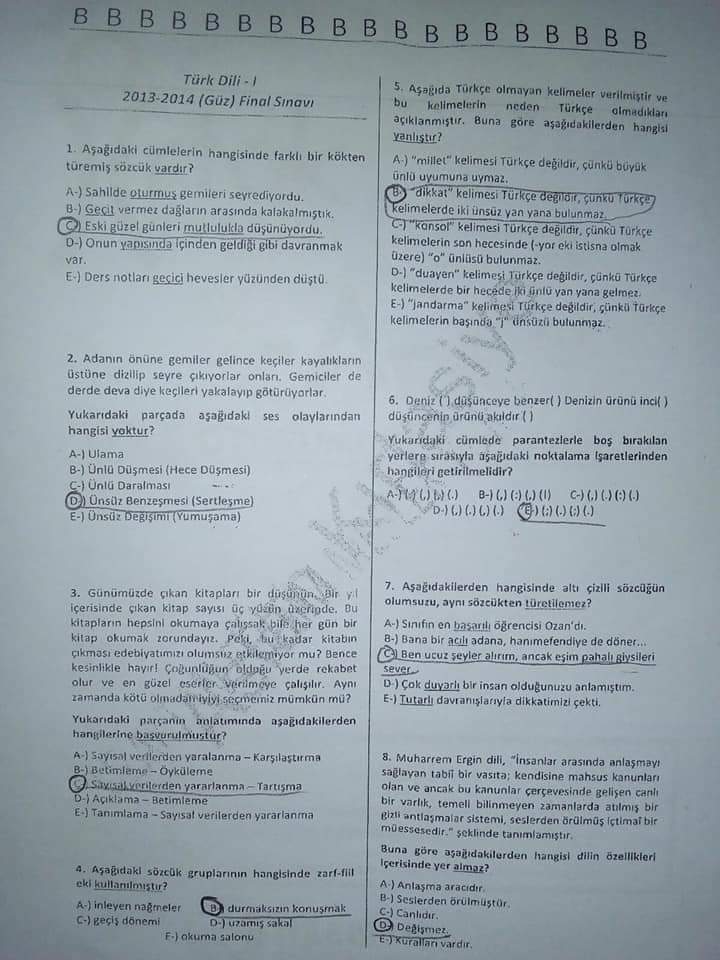 B B B B B B B B B B B B B B B B B B
Türk Dili - I
2013-2014 (Güz) Final Sınavı
1. Aşağıdaki cümlelerin hangisinde farklı bir kökten
türemiş sözcük vardır?
A-) Sahilde oturmuş gemileri seyrediyordu.
B-) Geçit vermez dağların arasında kalakalmıştık.
C-) Eski güzel günleri mutlulukla düşünüyordu.
D-) Onun yapısında içinden geldiği gibi davranmak
var.
E-) Ders notları geçici hevesler yüzünden düştü.
2. Adanın önüne gemiler gelince keçiler kayalıkların
üstüne dizilip seyre çıkıyorlar onları. Gemiciler de
derde deva diye keçileri yakalayıp götürüyorlar.
Yukarıdaki parçada aşağıdaki ses olaylarından
hangisi yoktur?
A-) Ulama
B-) Ünlü Düşmesi (Hece Düşmesi)
C-) Ünlü Daralması
D-) Ünsüz Benzeşmesi (Sertleşme)
E-) Ünsüz Değişimi (Yumuşama)
3. Günümüzde çıkan kitapları bir düşünün. Bir yıl
içerisinde çıkan kitap sayısı üç yüzün üzerinde. Bu
kitapların hepsini okumaya çalışsak bile her gün bir
kitap okumak zorundayız. Peki, bu kadar kitabın
çıkması edebiyatımızı olumsuz etkilemiyor mu? Bence
kesinlikle hayır! Çoğunluğun olduğu yerde rekabet
olur ve en güzel eserler verilmeye çalışılır. Aynı
zamanda kötü olmadan iyiyi seçmemiz mümkün mü?
Yukarıdaki parçanın anlatımında aşağıdakilerden
hangilerine başvurulmuştur?
A-) Sayısal verilerden yaralanma – Karşılaştırma
B-) Betimleme – Öyküleme
C-) Sayısal verilerden yararlanma – Tartışma
D-) Açıklama – Betimleme
E-) Tanımlama – Sayısal verilerden yararlanma
4. Aşağıdaki sözcük gruplarının hangisinde zarf-fiil
eki kullanılmıştır?
A-) inleyen nağmeler B-) durmaksızın konuşmak
C-) geçiş dönemi D-) uzamış sakal
E-) okuma salonu
5. Aşağıda Türkçe olmayan kelimeler verilmiştir ve
bu kelimelerin neden Türkçe olmadıkları
açıklanmıştır. Buna göre aşağıdakilerden hangisi
yanlıştır?
A-) "millet" kelimesi Türkçe değildir, çünkü büyük
ünlü uyumuna uymaz.
B-) "dikkat" kelimesi Türkçe değildir, çünkü Türkçe
kelimelerde iki ünsüz yan yana bulunmaz.
C-) "konsol" kelimesi Türkçe değildir, çünkü Türkçe
kelimelerin son hecesinde (-yor eki istisna olmak
üzere) "o" ünlüsü bulunmaz.
D-) "duayen" kelimesi Türkçe değildir, çünkü Türkçe
kelimelerde bir hecede iki ünlü yan yana gelmez.
E-) "jandarma" kelimesi Türkçe değildir, çünkü Türkçe
kelimelerin başında "j" ünsüzü bulunmaz.
6. Deniz ( ) düşünceye benzer( ) Denizin ürünü inci( )
düşüncenin ürünü akıldır ( )
Yukarıdaki cümlede parantezlerle boş bırakılan
yerlere sırasıyla aşağıdaki noktalama işaretlerinden
hangileri getirilmelidir?
B-) (,) (:) (,) (!) C-) (,) (.) (:) (.)
D-) (,) (.) (,) (.) E-) (;) (.) (;) (.)
7. Aşağıdakilerden hangisinde altı çizili sözcüğün
olumsuzu, aynı sözcükten türetilemez?
A-) Sınıfın en başarılı öğrencisi Ozan'dı.
B-) Bana bir acılı adana, hanımefendiye de döner...
C-) Ben ucuz şeyler alırım, ancak eşim pahalı giysileri
sever.
D-) Çok duyarlı bir insan olduğunuzu anlamıştım.
E-) Tutarlı davranışlarıyla dikkatimizi çekti.
8. Muharrem Ergin dili, "İnsanlar arasında anlaşmayı
sağlayan tabiî bir vasıta; kendisine mahsus kanunları
olan ve ancak bu kanunlar çerçevesinde gelişen canlı
bir varlık, temeli bilinmeyen zamanlarda atılmış bir
gizli antlaşmalar sistemi, seslerden örülmüş içtimaî bir
müessesedir." şeklinde tanımlamıştır.
Buna göre aşağıdakilerden hangisi dilin özellikleri
içerisinde yer almaz?
A-) Anlaşma aracıdır.
B-) Seslerden örülmüştür.
C-) Canlıdır.
D-) Değişmez.
E-) Kuralları vardır.